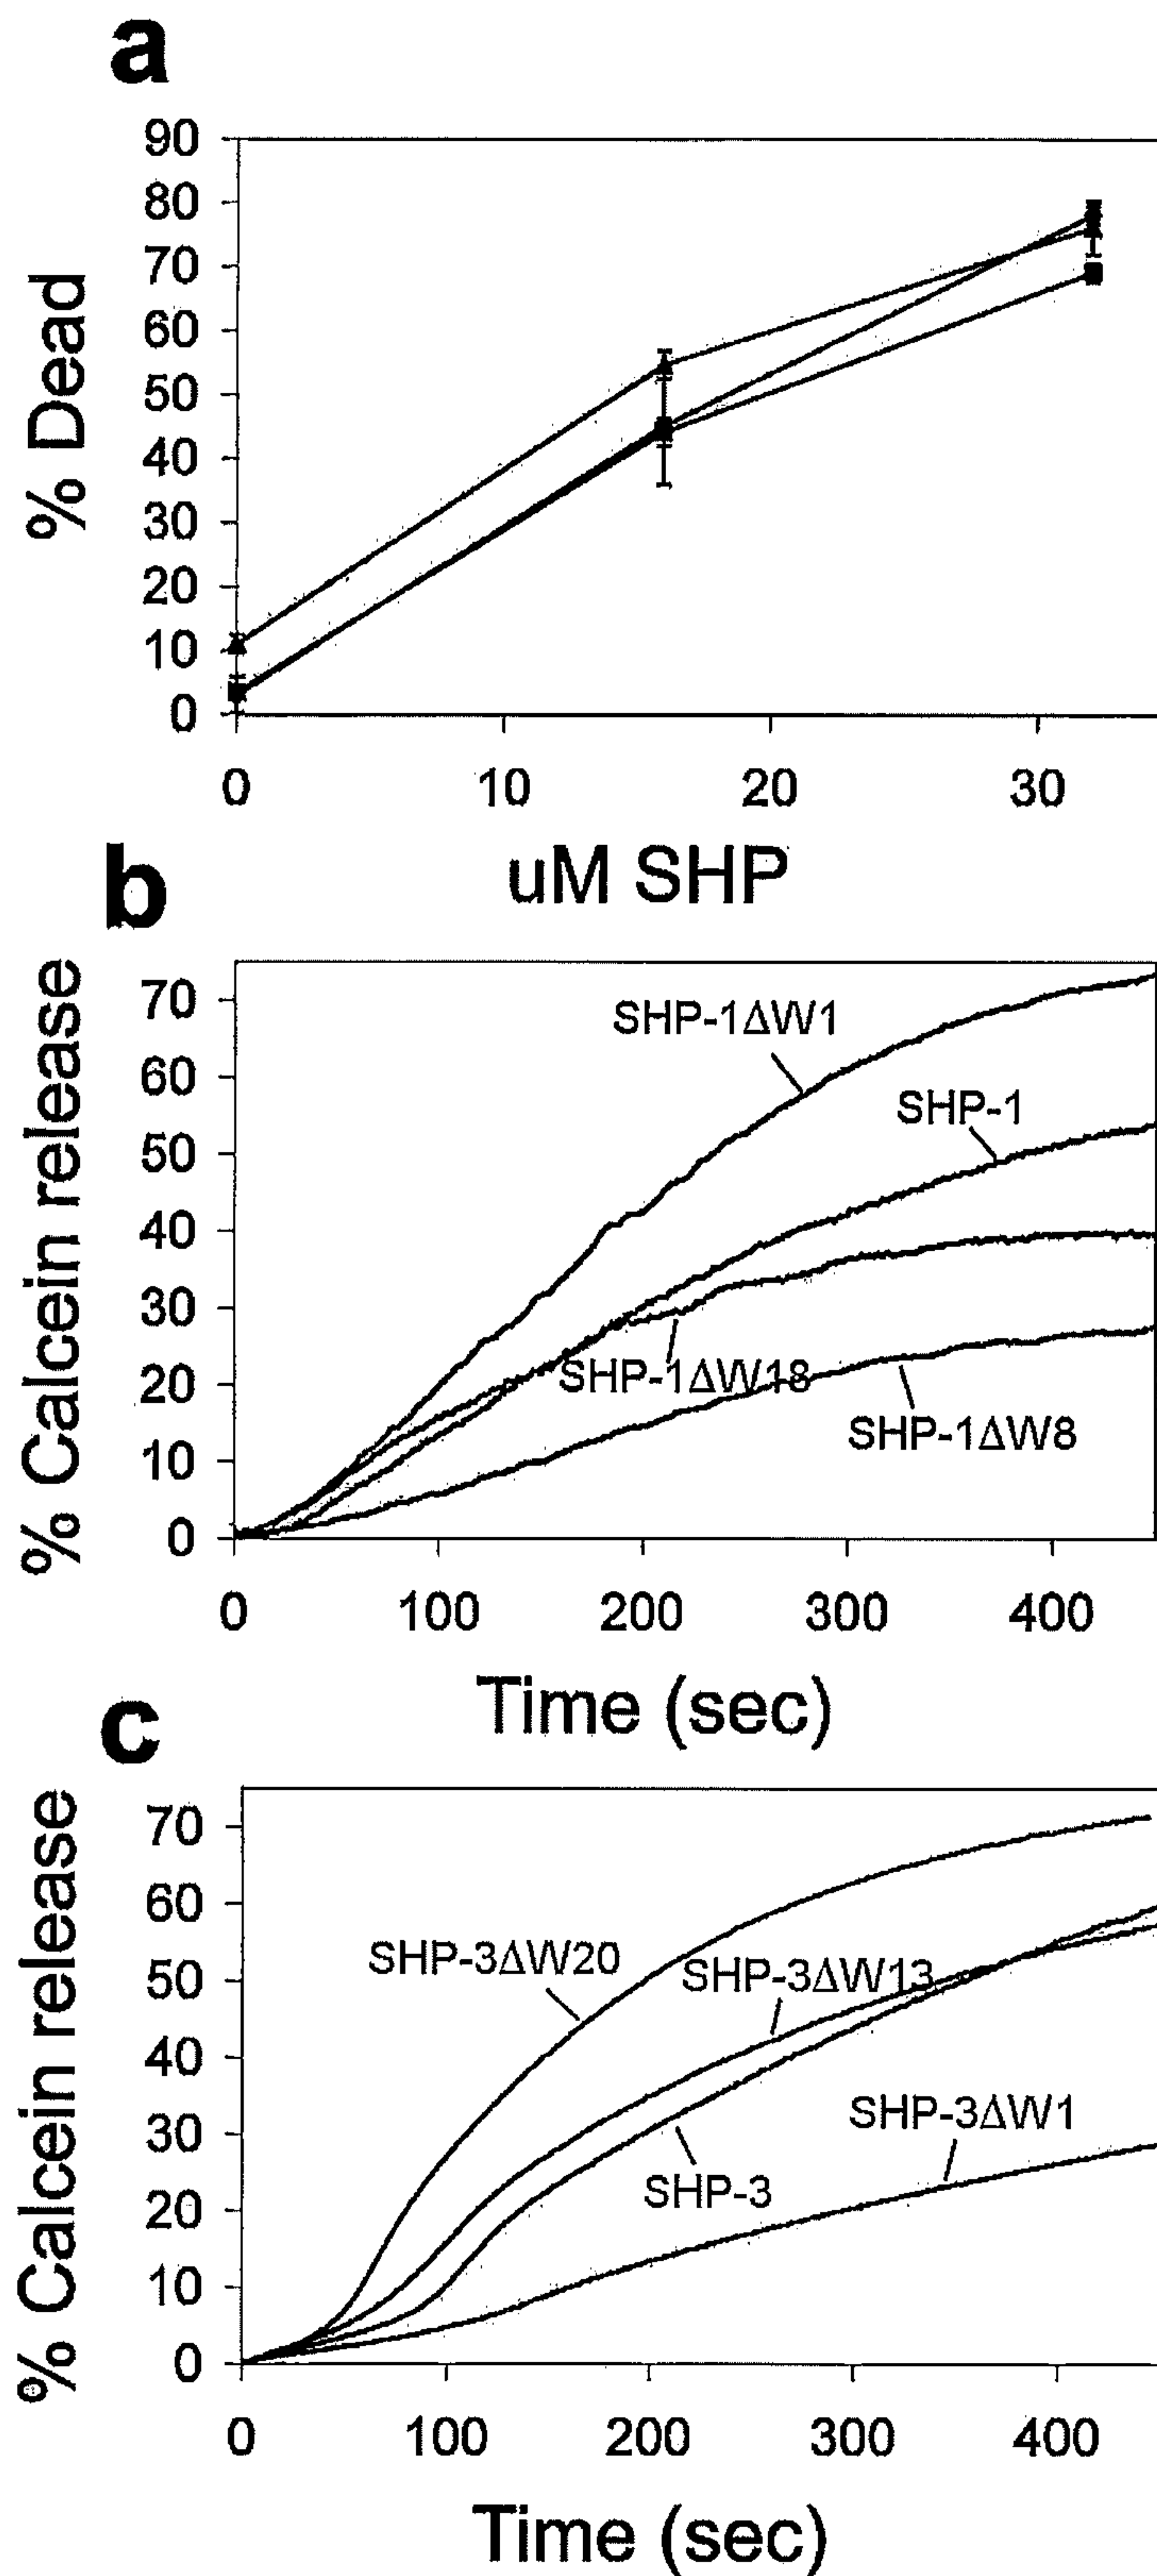 a
90
80
70
60
50
40
30
20
10
0
% Dead
0 10 20 30
uM SHP
b
70
60
50
40
30
20
10
0
% Calcein release
SHP-1ΔW1
SHP-1
SHP-1ΔW18
SHP-1ΔW8
0 100 200 300 400
Time (sec)
c
70
60
50
40
30
20
10
0
% Calcein release
SHP-3ΔW20
SHP-3ΔW13
SHP-3ΔW1
SHP-3
0 100 200 300 400
Time (sec)